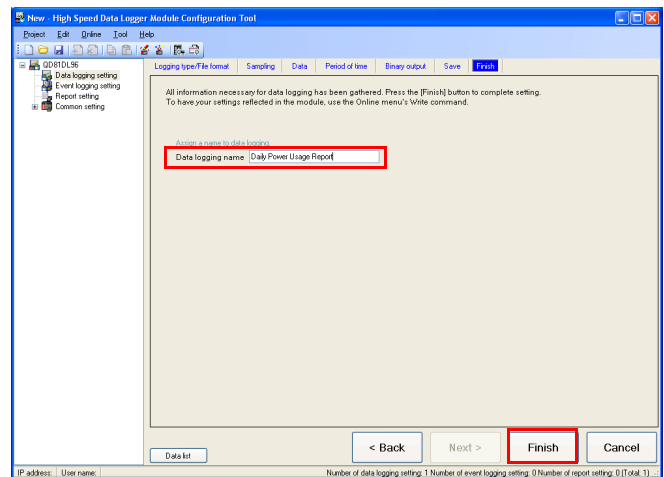 New - High Speed Data Logger Module Configuration Tool
Project Edit Online Tool Help
QD81DL96
Data logging setting
Event logging setting
Report setting
Common setting
Logging type/File format Sampling Data Period of time Binary output Save Finish
All information necessary for data logging has been gathered. Press the [Finish] button to complete setting.
To have your settings reflected in the module, use the Online menu's Write command.
Assign a name to data logging.
Data logging name Daily Power Usage Report
Data list
< Back Next > Finish Cancel
IP address: User name: Number of data logging setting: 1 Number of event logging setting: 0 Number of report setting: 0 (Total: 1)